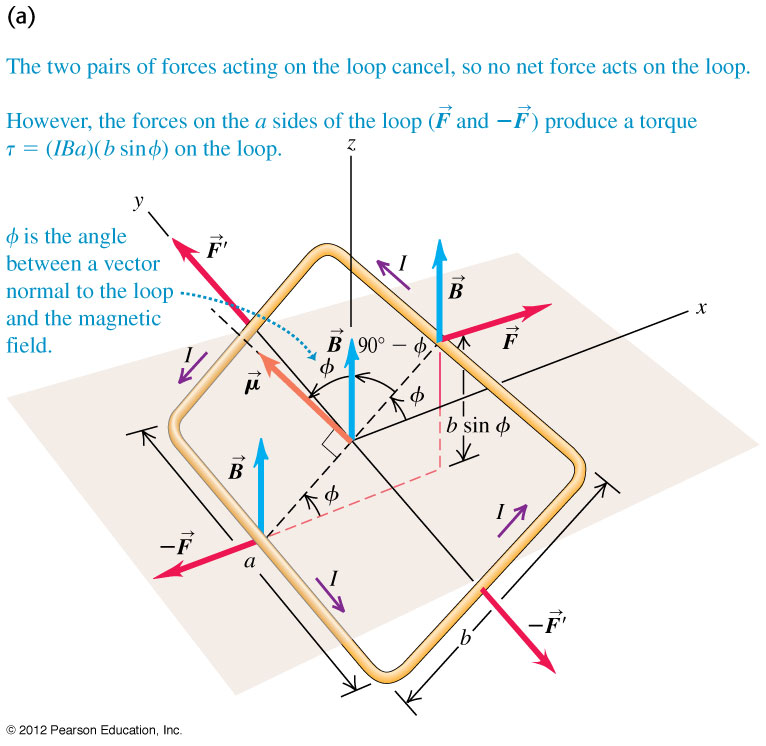 (a)
The two pairs of forces acting on the loop cancel, so no net force acts on the loop.
However, the forces on the a sides of the loop (F⃗ and −F⃗) produce a torque
τ = (IBa)(b sinϕ) on the loop.
z
y
ϕ is the angle
between a vector
normal to the loop
and the magnetic
field.
F⃗′
I
B⃗
x
F⃗
B⃗
90° − ϕ
ϕ
I
μ⃗
ϕ
b sin ϕ
B⃗
ϕ
I
−F⃗
a
I
−F⃗′
b
© 2012 Pearson Education, Inc.